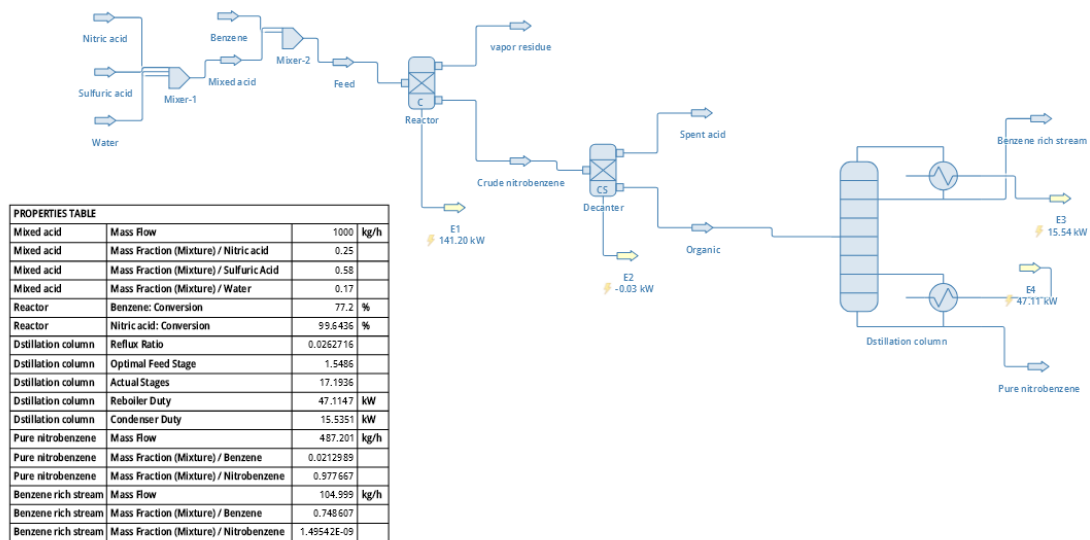 Nitric acid
Sulfuric acid
Water
Mixer-1
Benzene
Mixed acid
Mixer-2
Feed
C
Reactor
vapor residue
Crude nitrobenzene
E1
141.20 kW
CS
Decanter
Spent acid
E2
-0.03 kW
Organic
Dstillation column
Benzene rich stream
E3
15.54 kW
E4
47.11 kW
Pure nitrobenzene
PROPERTIES TABLE
Mixed acid Mass Flow 1000 kg/h
Mixed acid Mass Fraction (Mixture) / Nitric acid 0.25
Mixed acid Mass Fraction (Mixture) / Sulfuric Acid 0.58
Mixed acid Mass Fraction (Mixture) / Water 0.17
Reactor Benzene: Conversion 77.2 %
Reactor Nitric acid: Conversion 99.6436 %
Dstillation column Reflux Ratio 0.0262716
Dstillation column Optimal Feed Stage 1.5486
Dstillation column Actual Stages 17.1936
Dstillation column Reboiler Duty 47.1147 kW
Dstillation column Condenser Duty 15.5351 kW
Pure nitrobenzene Mass Flow 487.201 kg/h
Pure nitrobenzene Mass Fraction (Mixture) / Benzene 0.0212989
Pure nitrobenzene Mass Fraction (Mixture) / Nitrobenzene 0.977667
Benzene rich stream Mass Flow 104.999 kg/h
Benzene rich stream Mass Fraction (Mixture) / Benzene 0.748607
Benzene rich stream Mass Fraction (Mixture) / Nitrobenzene 1.49542E-09